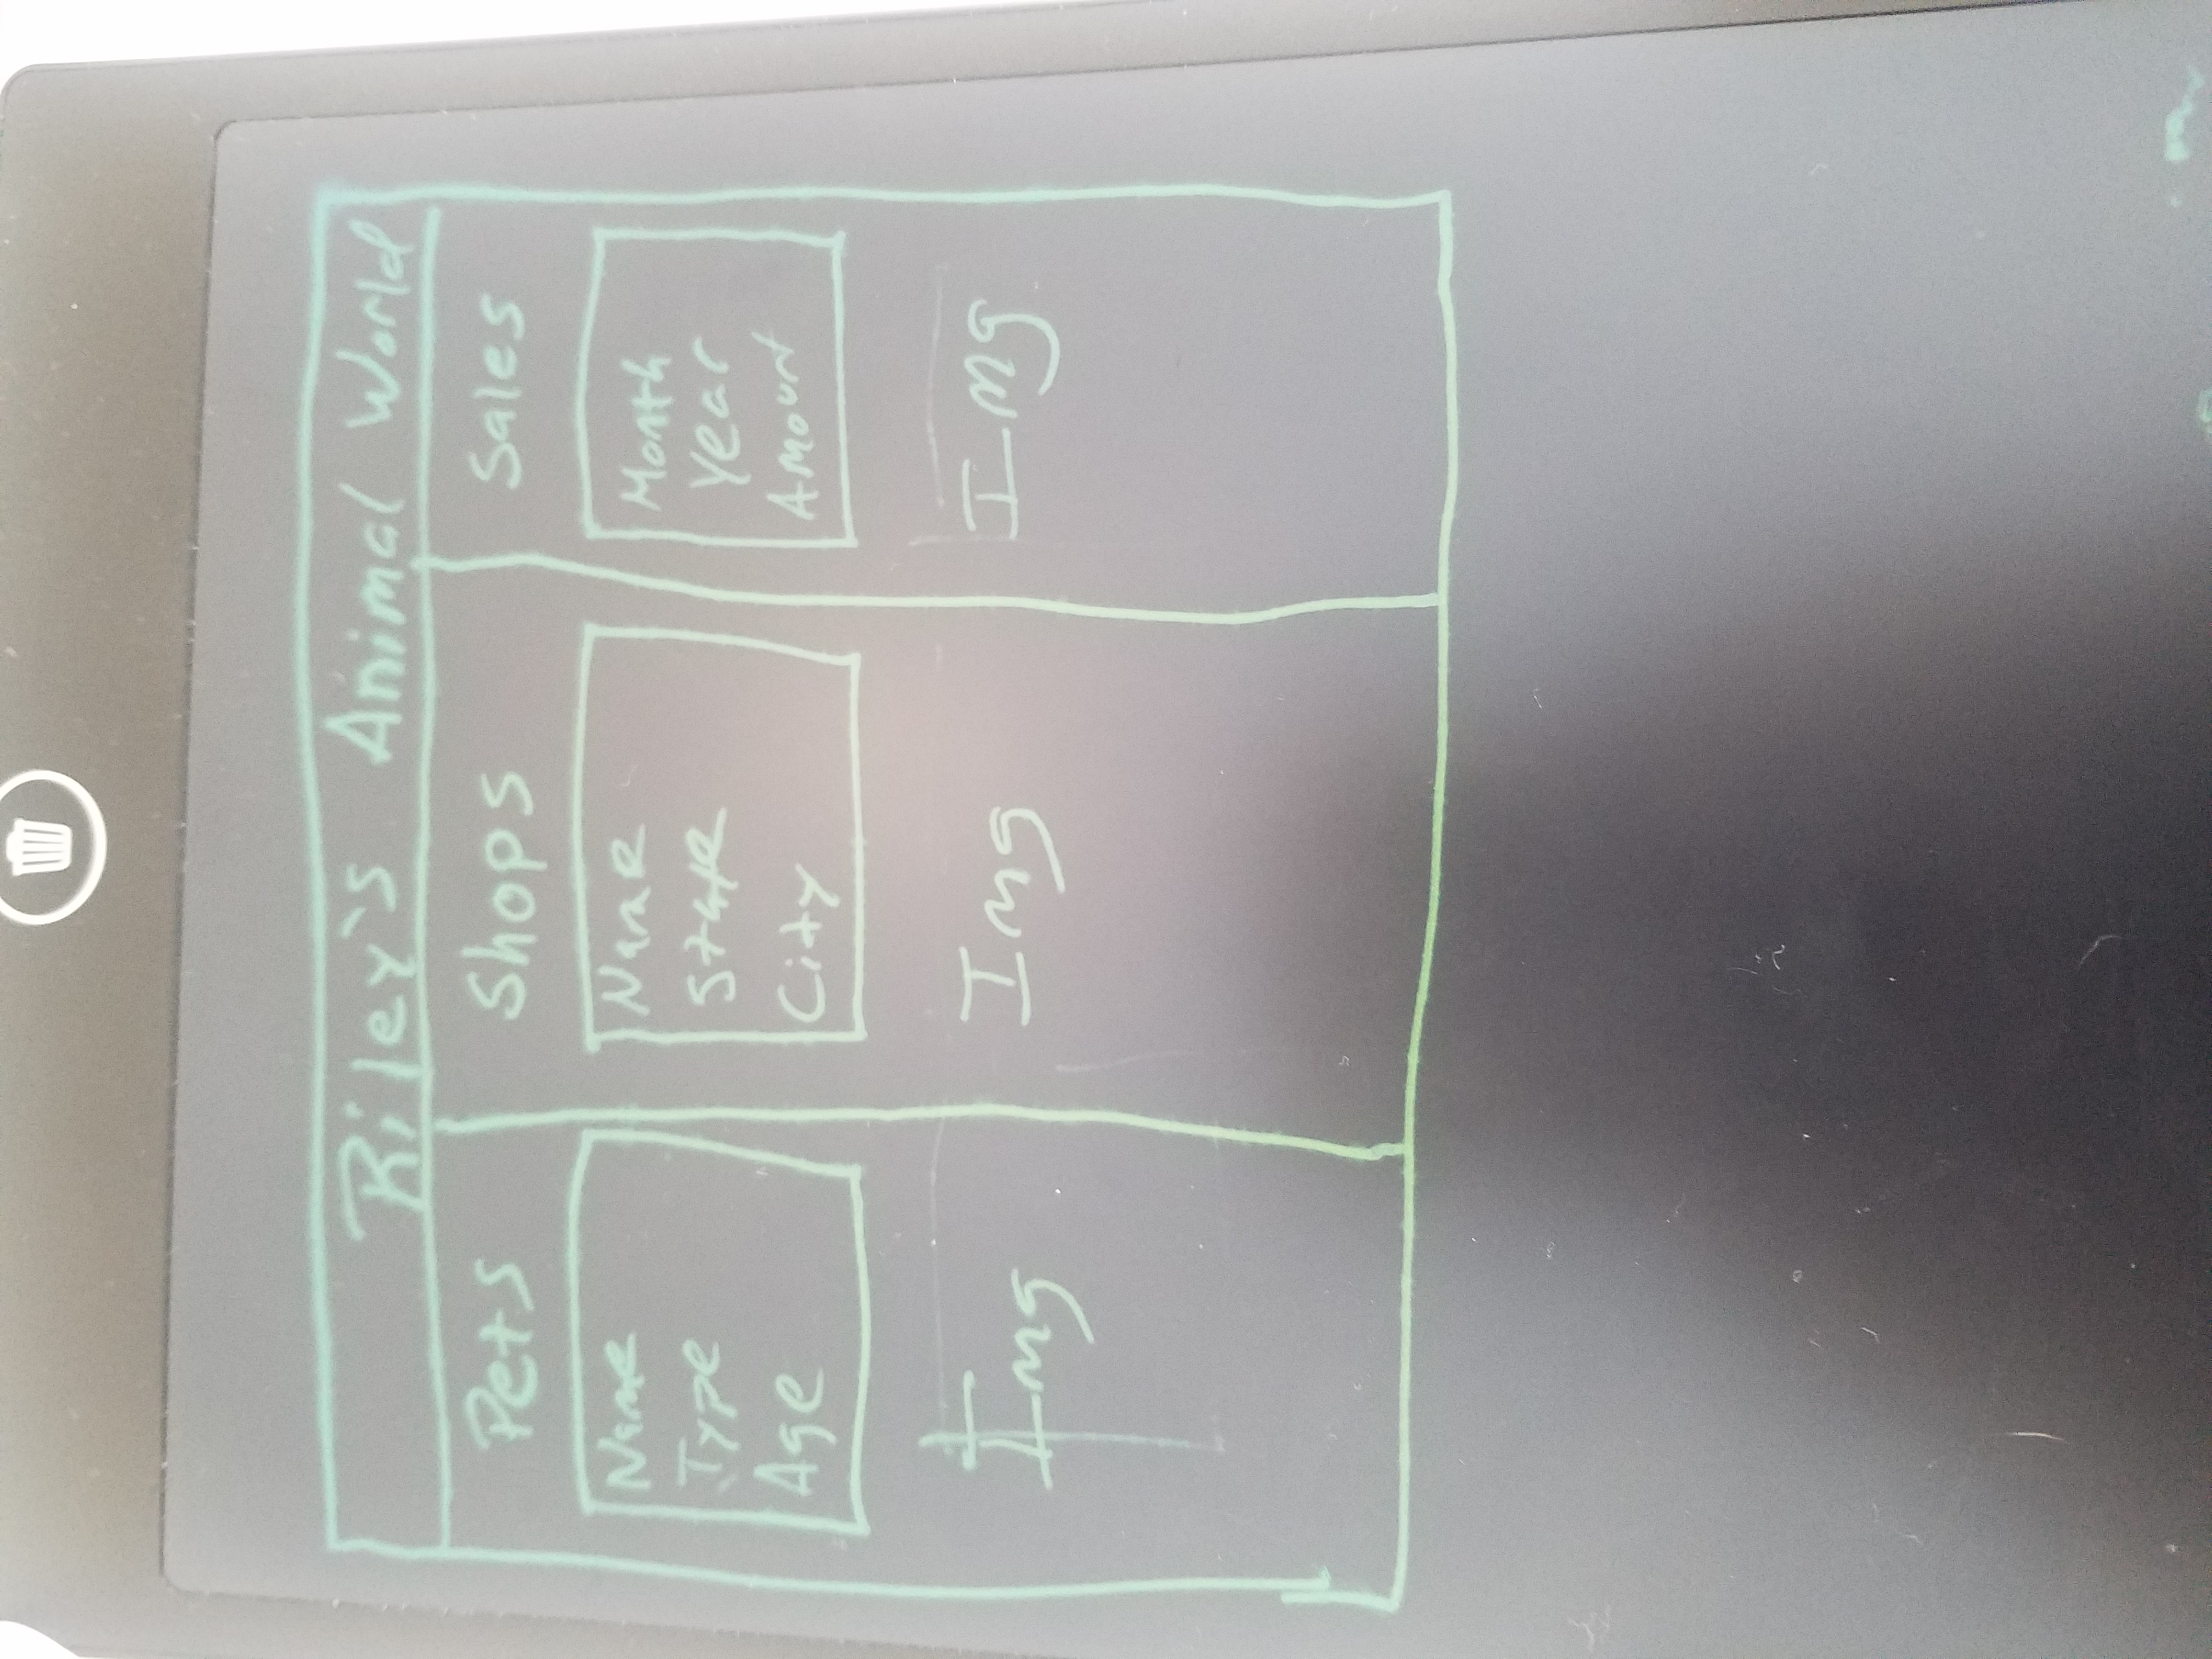 Riley's Animal World
Pets
Name
Type
Age
Img
Shops
Name
State
City
Img
Sales
Month
Year
Amount
Img